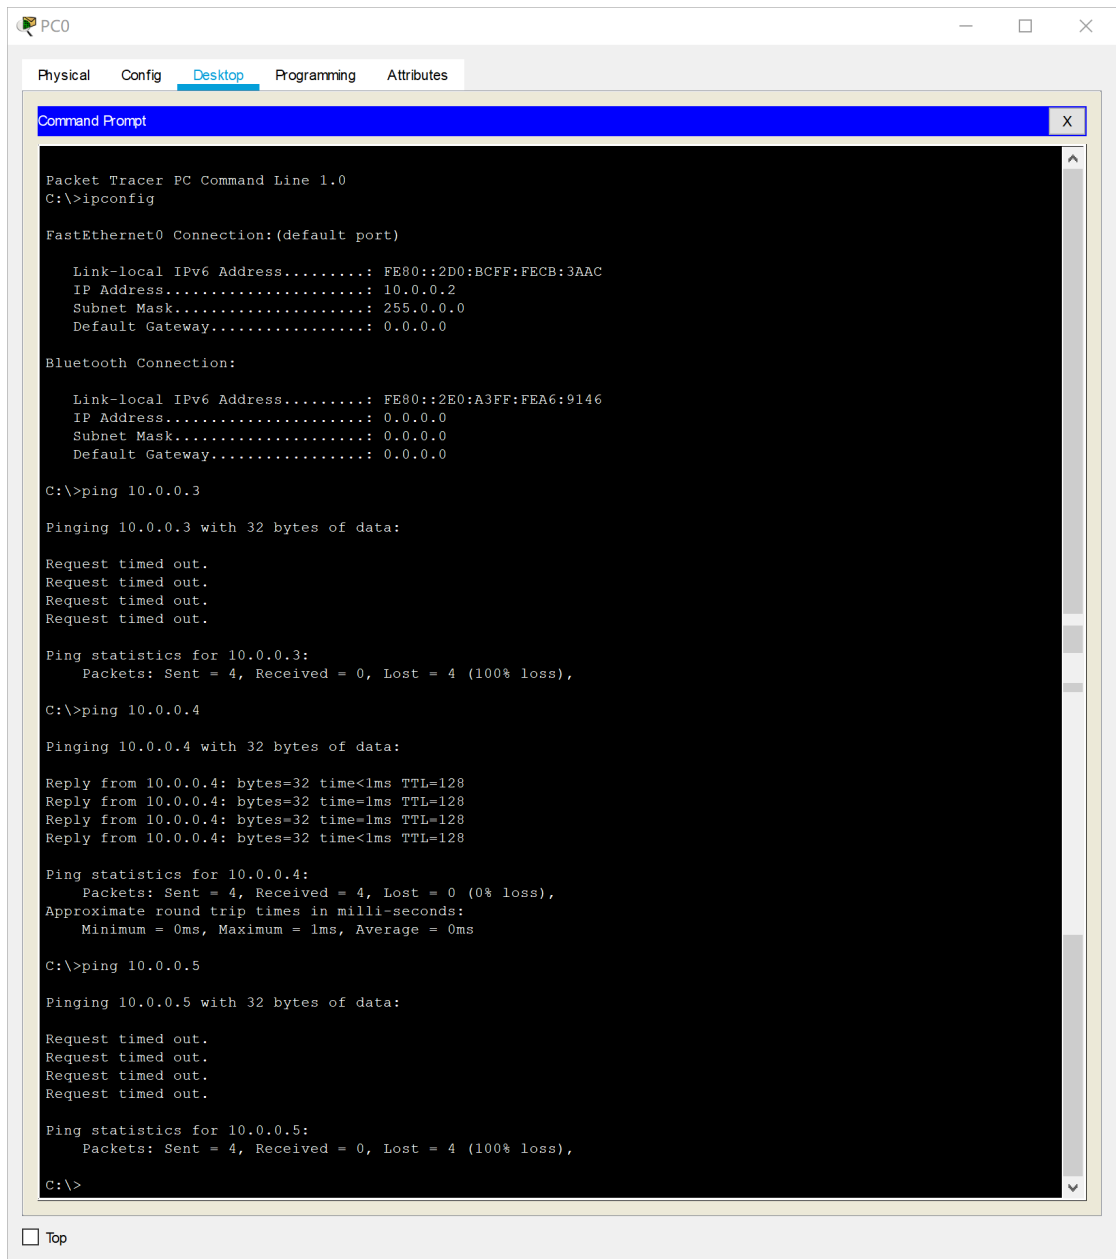 PC0
Physical Config Desktop Programming Attributes
Command Prompt X
Packet Tracer PC Command Line 1.0
C:\>ipconfig
FastEthernet0 Connection:(default port)
Link-local IPv6 Address.........: FE80::2D0:BCFF:FECB:3AAC
IP Address......................: 10.0.0.2
Subnet Mask.....................: 255.0.0.0
Default Gateway.................: 0.0.0.0
Bluetooth Connection:
Link-local IPv6 Address.........: FE80::2E0:A3FF:FEA6:9146
IP Address......................: 0.0.0.0
Subnet Mask.....................: 0.0.0.0
Default Gateway.................: 0.0.0.0
C:\>ping 10.0.0.3
Pinging 10.0.0.3 with 32 bytes of data:
Request timed out.
Request timed out.
Request timed out.
Request timed out.
Ping statistics for 10.0.0.3:
Packets: Sent = 4, Received = 0, Lost = 4 (100% loss),
C:\>ping 10.0.0.4
Pinging 10.0.0.4 with 32 bytes of data:
Reply from 10.0.0.4: bytes=32 time<1ms TTL=128
Reply from 10.0.0.4: bytes=32 time=1ms TTL=128
Reply from 10.0.0.4: bytes=32 time=1ms TTL=128
Reply from 10.0.0.4: bytes=32 time<1ms TTL=128
Ping statistics for 10.0.0.4:
Packets: Sent = 4, Received = 4, Lost = 0 (0% loss),
Approximate round trip times in milli-seconds:
Minimum = 0ms, Maximum = 1ms, Average = 0ms
C:\>ping 10.0.0.5
Pinging 10.0.0.5 with 32 bytes of data:
Request timed out.
Request timed out.
Request timed out.
Request timed out.
Ping statistics for 10.0.0.5:
Packets: Sent = 4, Received = 0, Lost = 4 (100% loss),
C:\>
Top